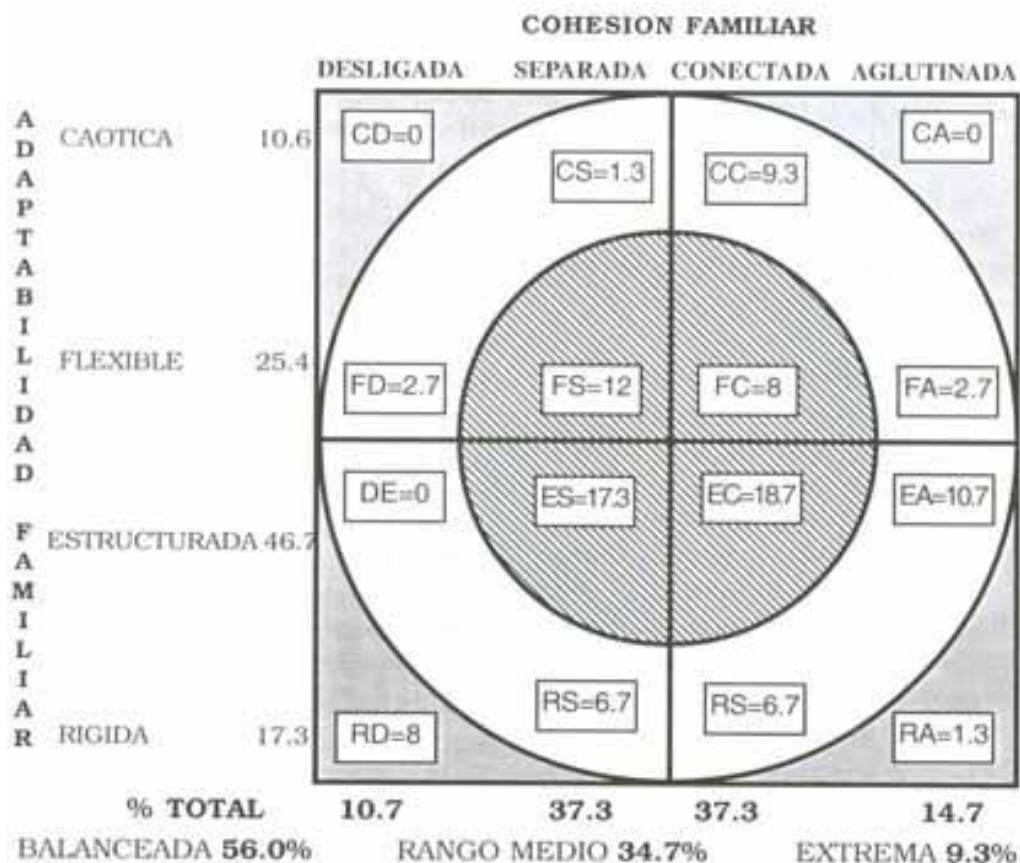 COHESION FAMILIAR
DESLIGADA SEPARADA CONECTADA AGLUTINADA
ADAPTABILIDAD FAMILIAR
CAOTICA 10.6 CD=0 CS=1.3 CC=9.3 CA=0
FLEXIBLE 25.4 FD=2.7 FS=12 FC=8 FA=2.7
ESTRUCTURADA 46.7 DE=0 ES=17.3 EC=18.7 EA=10.7
RIGIDA 17.3 RD=8 RS=6.7 RS=6.7 RA=1.3
% TOTAL 10.7 37.3 37.3 14.7
BALANCEADA 56.0% RANGO MEDIO 34.7% EXTREMA 9.3%